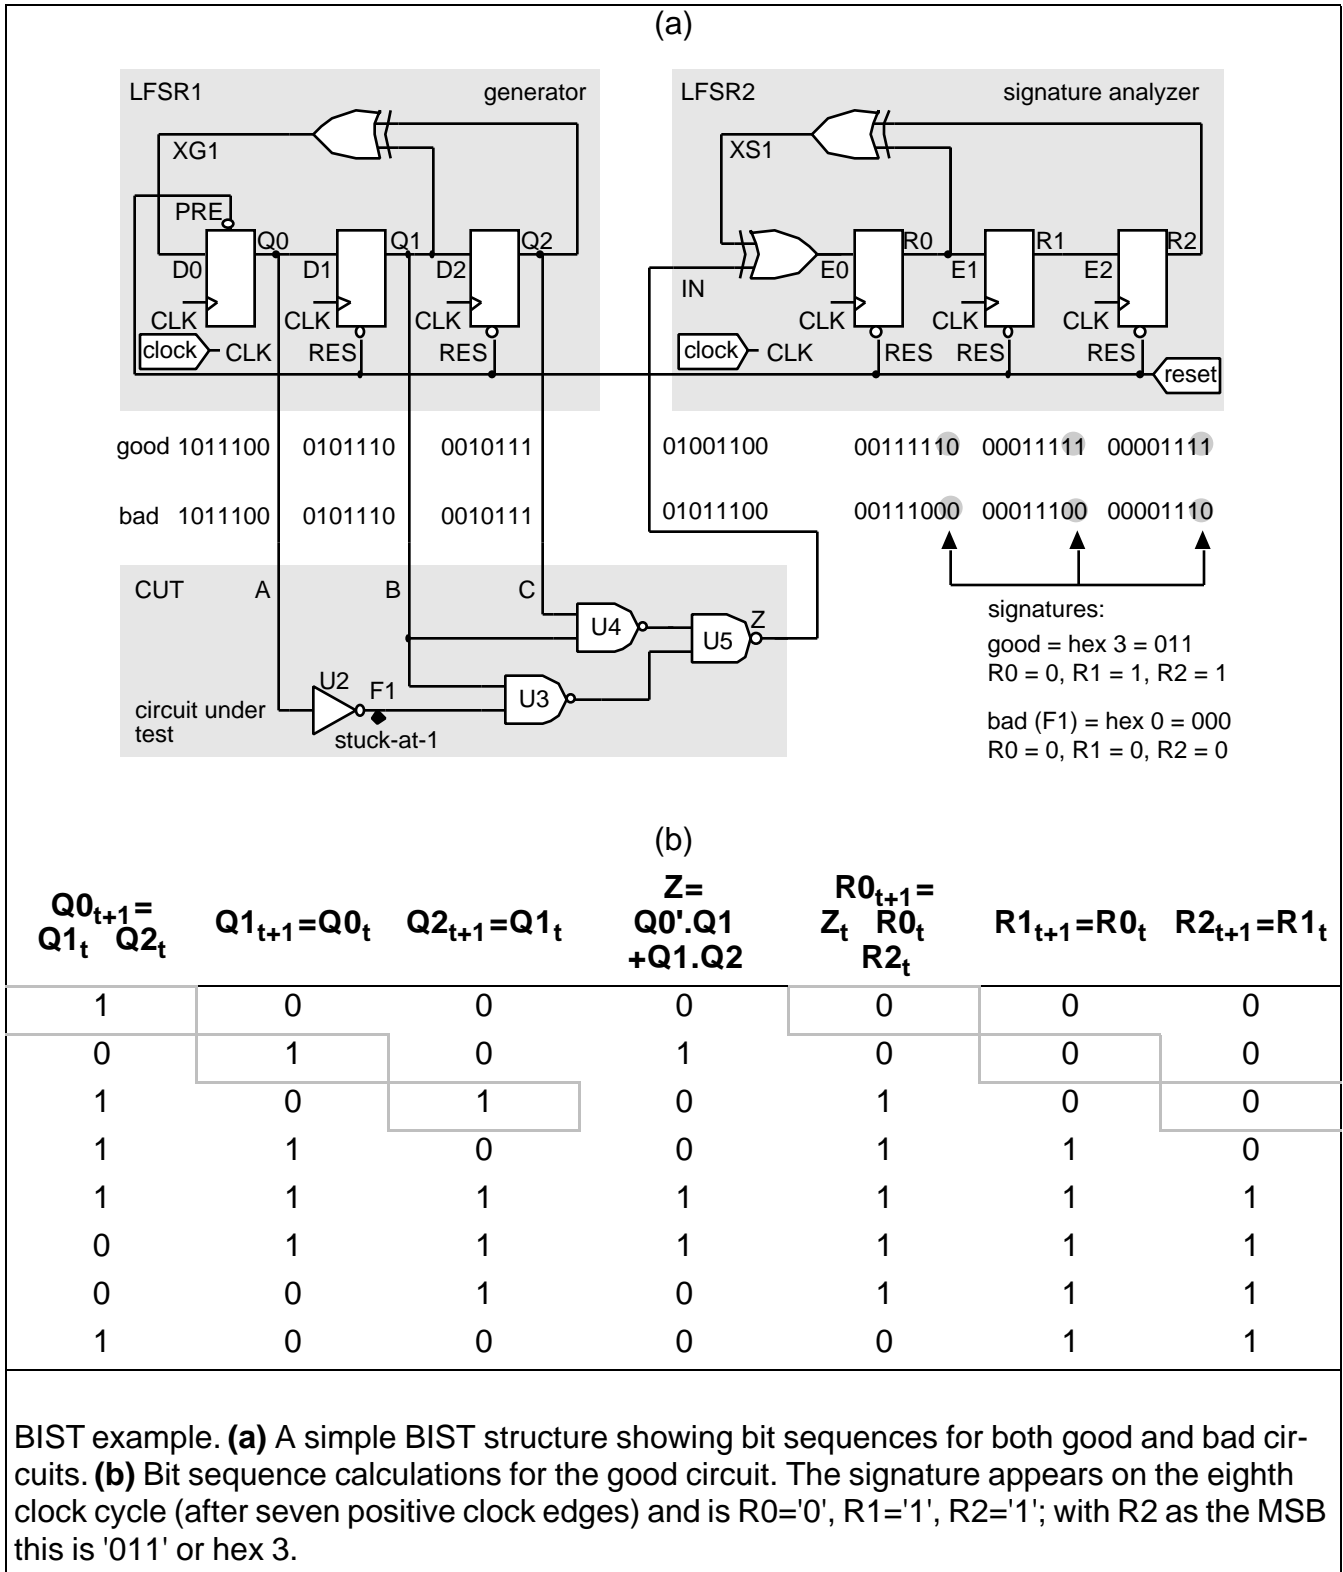 (a)
LFSR1 generator LFSR2 signature analyzer
XG1 XS1
PRE
Q0 Q1 Q2 R0 R1 R2
D0 D1 D2 E0 E1 E2
IN
CLK CLK CLK CLK CLK CLK
clock CLK RES RES clock CLK RES RES RES
reset
good 1011100 0101110 0010111 01001100 00111110 00011111 00001111
bad 1011100 0101110 0010111 01011100 00111000 00011100 00001110
CUT A B C
signatures:
U4 Z
U5
good = hex 3 = 011
R0 = 0, R1 = 1, R2 = 1
U2 F1 U3
circuit under
test
stuck-at-1
bad (F1) = hex 0 = 000
R0 = 0, R1 = 0, R2 = 0
(b)
Q0t+1=
Q1t Q2t
Q1t+1=Q0t
Q2t+1=Q1t
Z=
Q0'.Q1
+Q1.Q2
R0t+1=
Zt R0t
R2t
R1t+1=R0t
R2t+1=R1t
1 0 0 0 0 0 0
0 1 0 1 0 0 0
1 0 1 0 1 0 0
1 1 0 0 1 1 0
1 1 1 1 1 1 1
0 1 1 1 1 1 1
0 0 1 0 1 1 1
1 0 0 0 0 1 1
BIST example. (a) A simple BIST structure showing bit sequences for both good and bad cir-
cuits. (b) Bit sequence calculations for the good circuit. The signature appears on the eighth
clock cycle (after seven positive clock edges) and is R0='0', R1='1', R2='1'; with R2 as the MSB
this is '011' or hex 3.